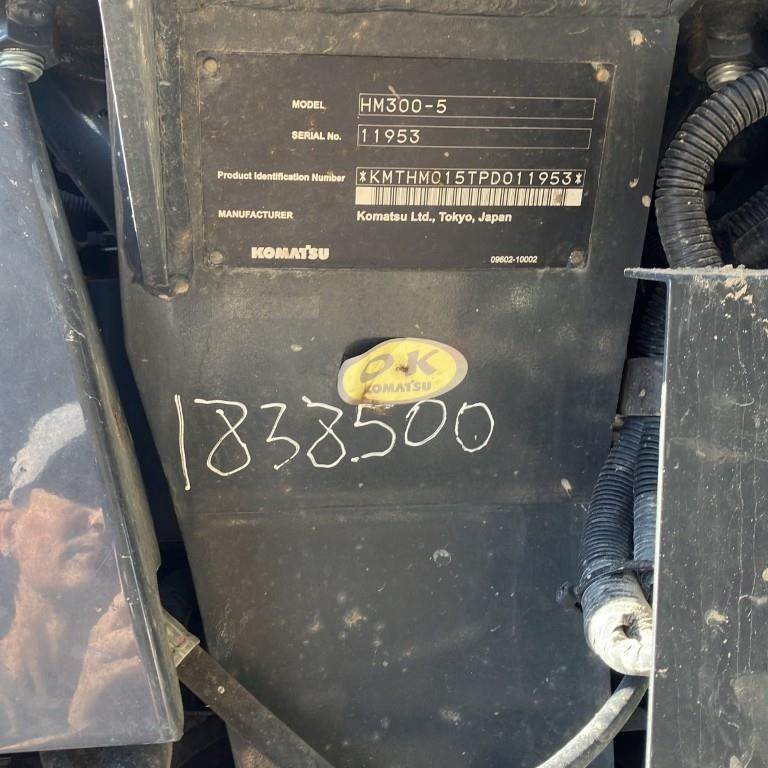 MODEL HM300-5
SERIAL No. 11953
Product Identification Number *KMTHM015TPD011953*
MANUFACTURER Komatsu Ltd., Tokyo, Japan
KOMATSU 09602-10002
O.K
KOMATSU
1838500